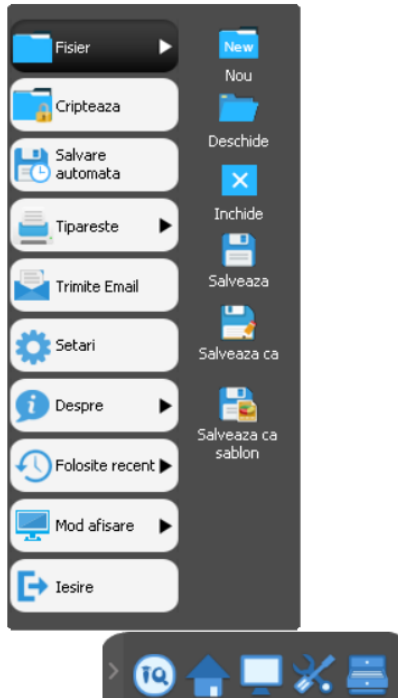 Fisier
Cripteaza
Salvare
automata
Tipareste
Trimite Email
Setari
Despre
Folosite recent
Mod afisare
Iesire
New
Nou
Deschide
Inchide
Salveaza
Salveaza ca
Salveaza ca
sablon
IQ